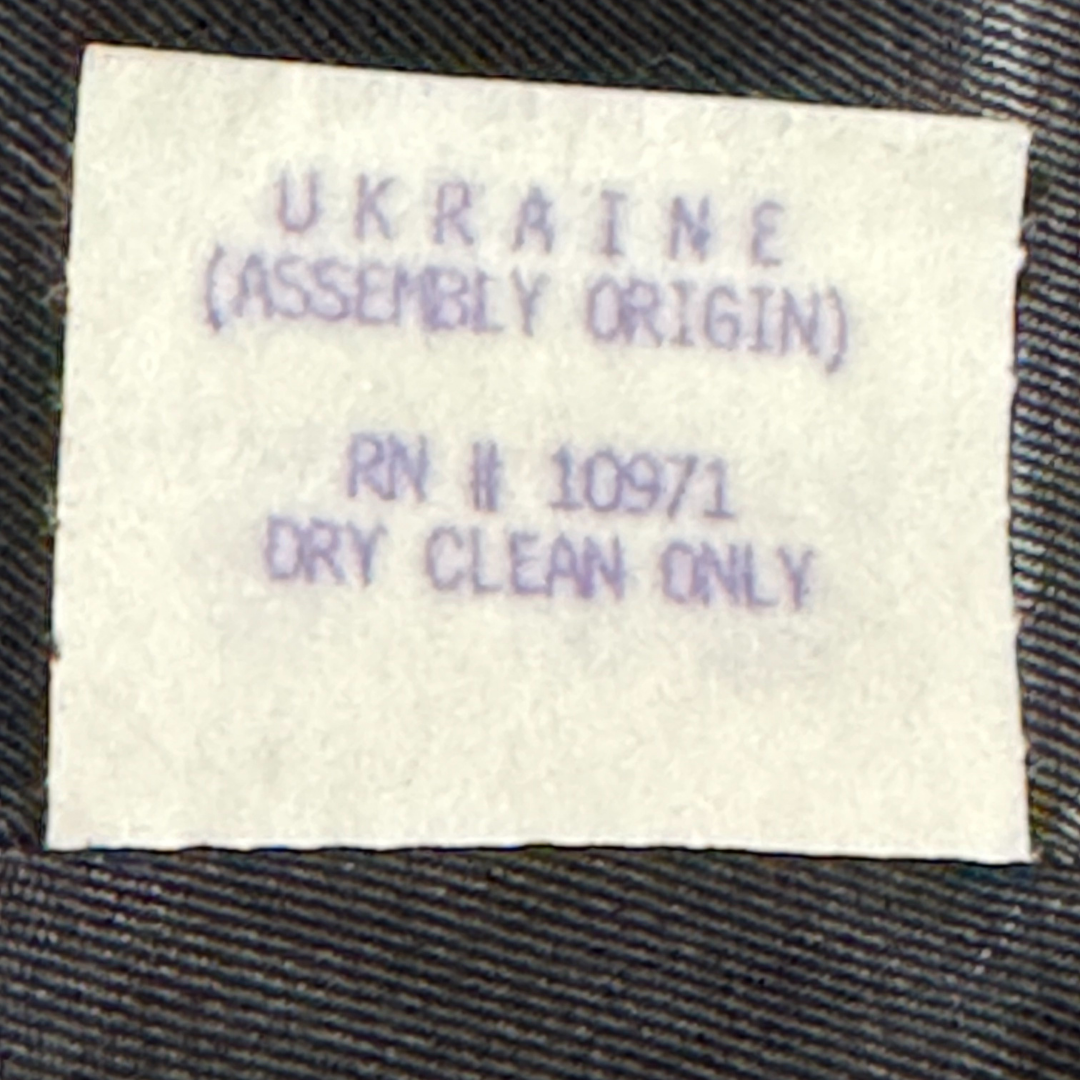 UKRAINE
(ASSEMBLY ORIGIN)
RN # 10971
DRY CLEAN ONLY